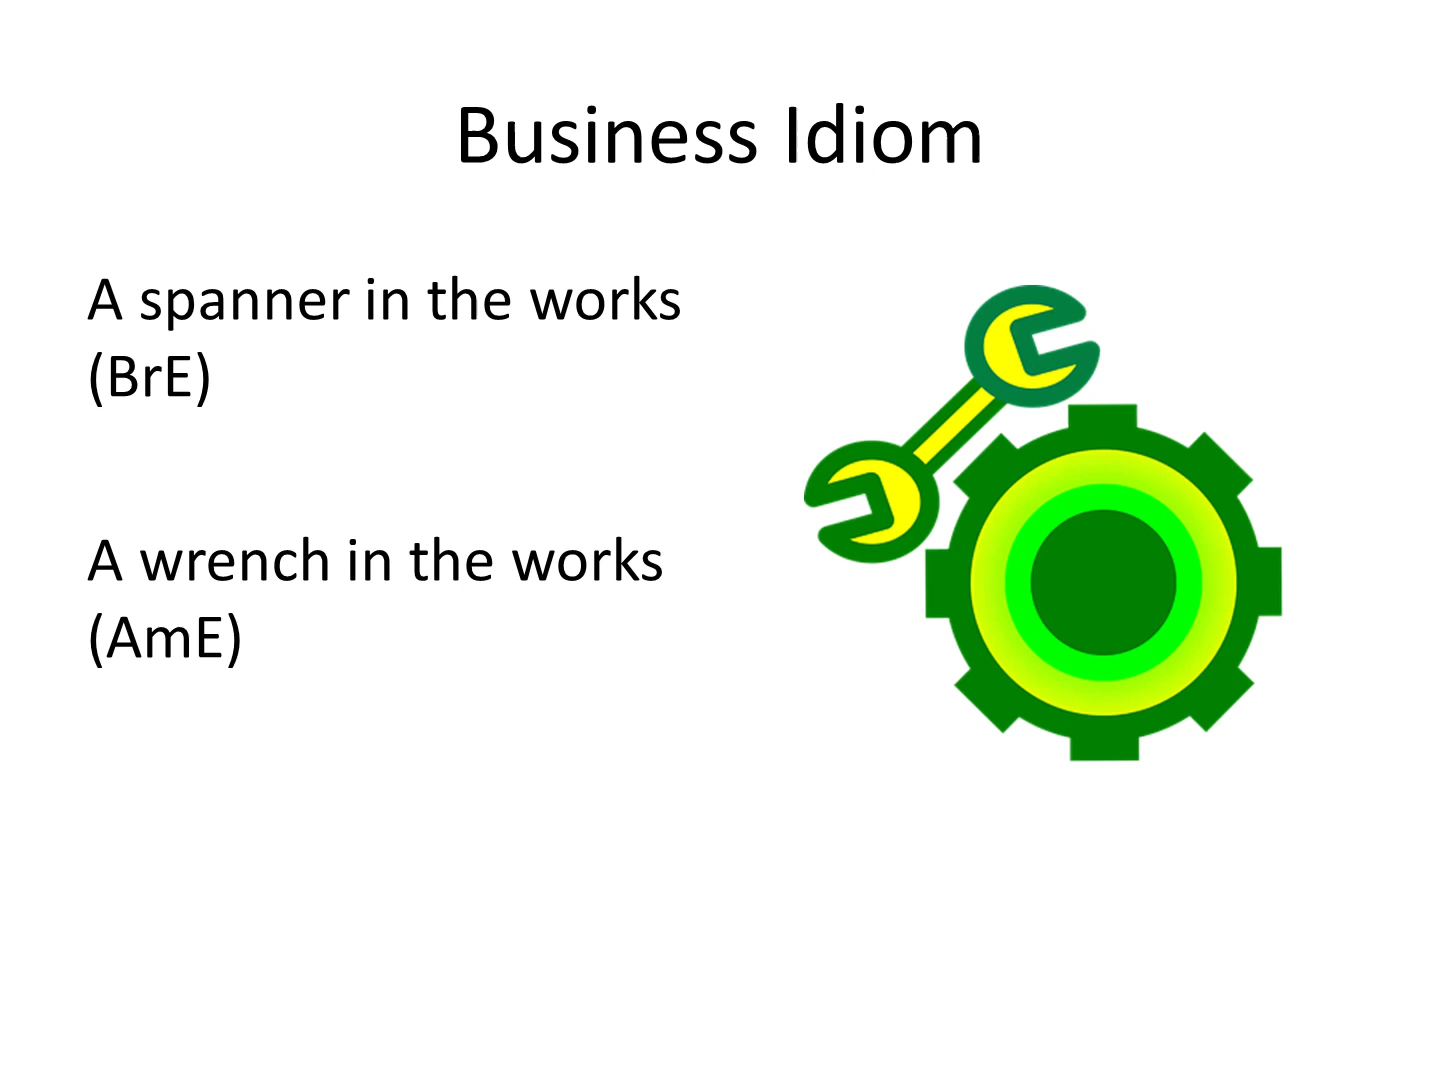 Business Idiom
A spanner in the works
(BrE)
A wrench in the works
(AmE)